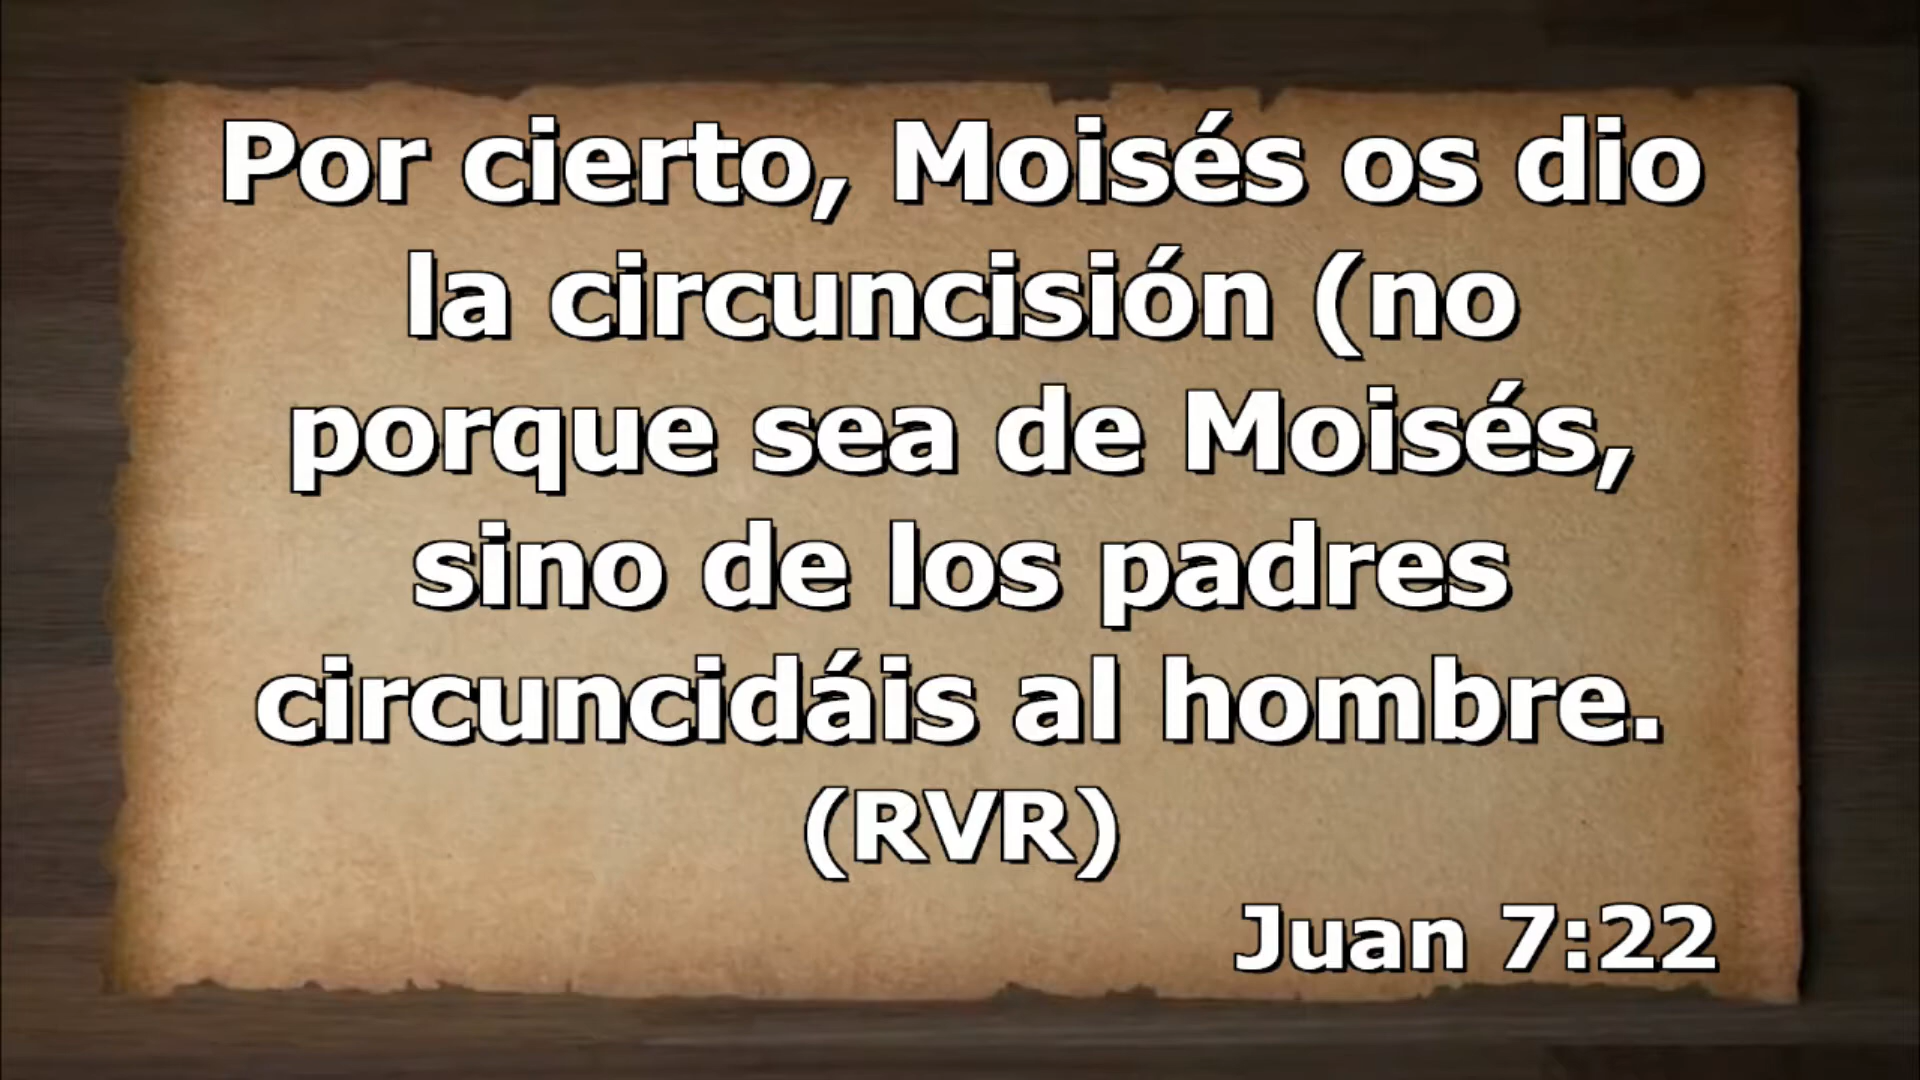 Por cierto, Moisés os dio
la circuncisión (no
porque sea de Moisés,
sino de los padres
circuncidáis al hombre.
(RVR)
Juan 7:22